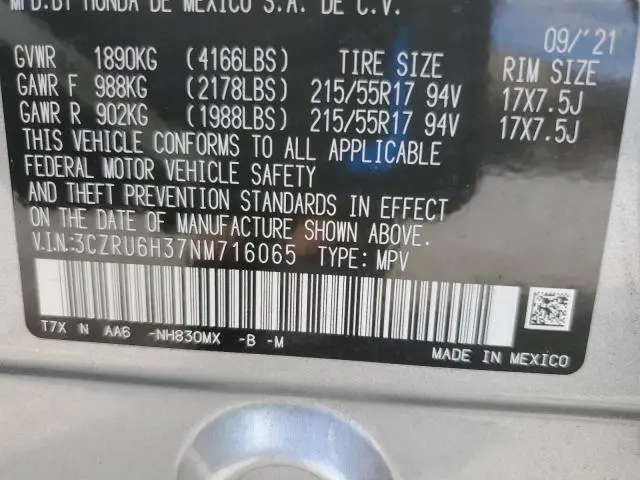 MFD.BY HONDA DE MEXICO S.A. DE C.V.
09/'21
GVWR 1890KG (4166LBS) TIRE SIZE RIM SIZE
GAWR F 988KG (2178LBS) 215/55R17 94V 17X7.5J
GAWR R 902KG (1988LBS) 215/55R17 94V 17X7.5J
THIS VEHICLE CONFORMS TO ALL APPLICABLE
FEDERAL MOTOR VEHICLE SAFETY
AND THEFT PREVENTION STANDARDS IN EFFECT
ON THE DATE OF MANUFACTURE SHOWN ABOVE.
V.I.N.:3CZRU6H37NM716065 TYPE: MPV
T7X N AA6 -NH830MX -B -M
MADE IN MEXICO